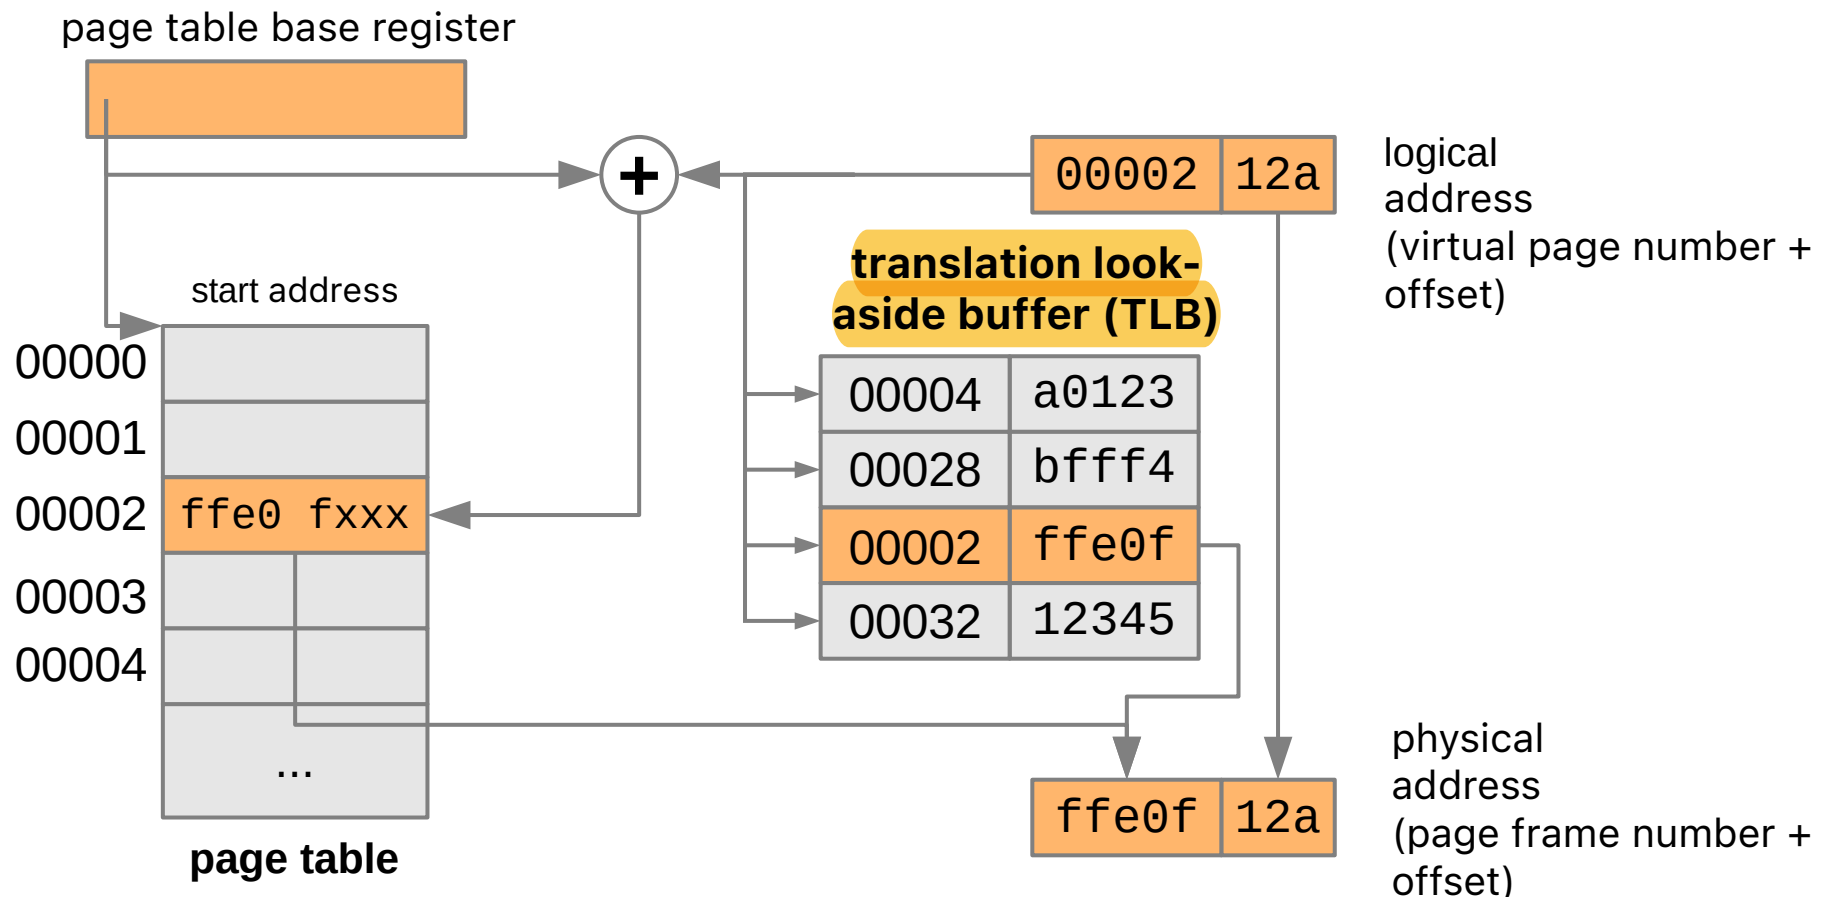 page table base register
00002 12a
logical
address
(virtual page number +
offset)
+
translation look-
aside buffer (TLB)
start address
00000
00001
00002 ffe0 fxxx
00003
00004
...
page table
00004 a0123
00028 bfff4
00002 ffe0f
00032 12345
ffe0f 12a
physical
address
(page frame number +
offset)